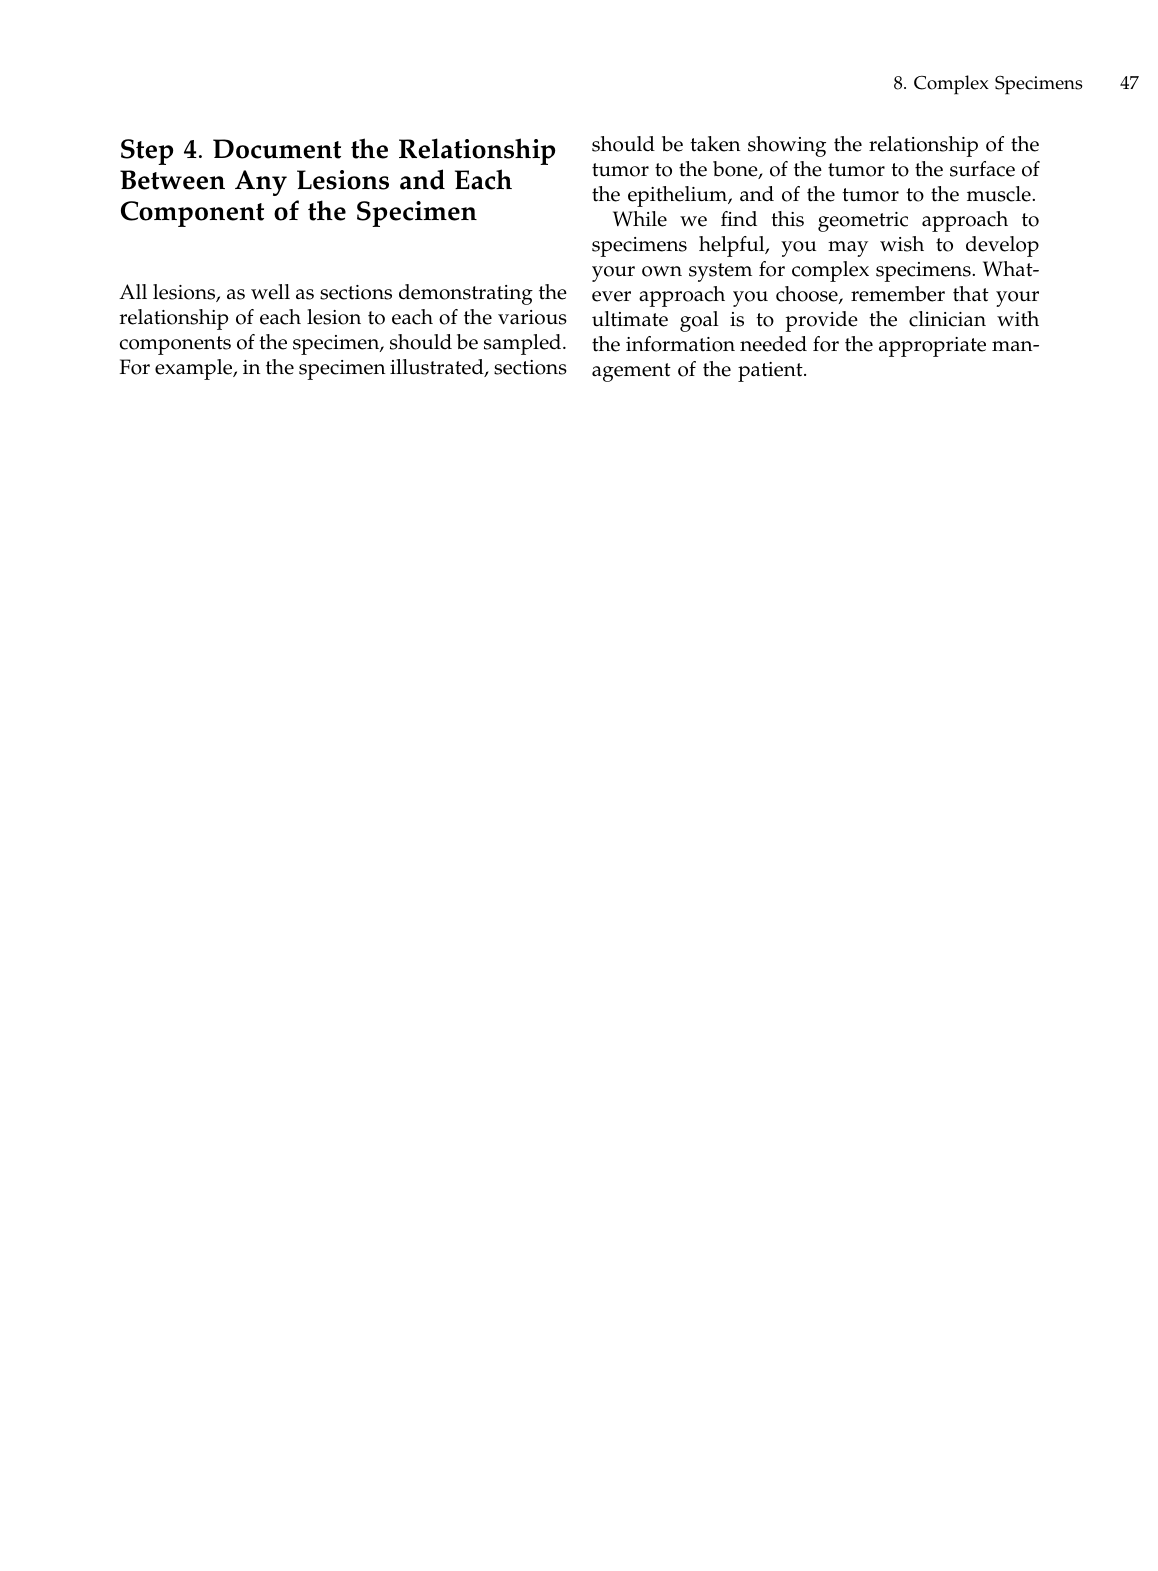 8. Complex Specimens 47
Step 4. Document the Relationship
Between Any Lesions and Each
Component of the Specimen
All lesions, as well as sections demonstrating the
relationship of each lesion to each of the various
components of the specimen, should be sampled.
For example, in the specimen illustrated, sections
should be taken showing the relationship of the
tumor to the bone, of the tumor to the surface of
the epithelium, and of the tumor to the muscle.
While we find this geometric approach to
specimens helpful, you may wish to develop
your own system for complex specimens. What-
ever approach you choose, remember that your
ultimate goal is to provide the clinician with
the information needed for the appropriate man-
agement of the patient.